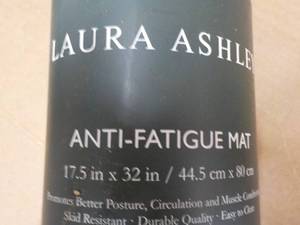 LAURA ASHLE
ANTI-FATIGUE MAT
17.5 in x 32 in / 44.5 cm x 80 cm
Promotes Better Posture, Circulation and Muscle
Skid Resistant · Durable Quality · Easy to Clean